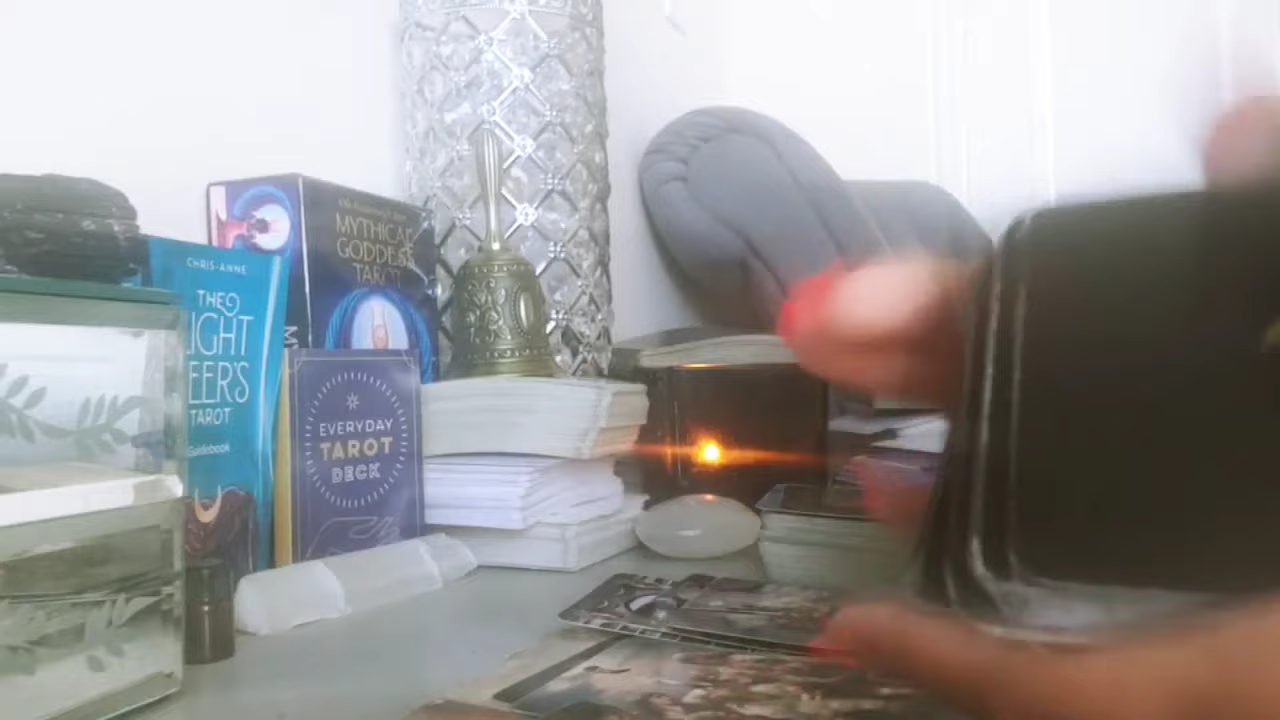 CHRIS-ANNE
THE
IGHT
EER'S
TAROT
Guidebook
MYTHICAL
GODDESS
TAROT
EVERYDAY
TAROT
DECK